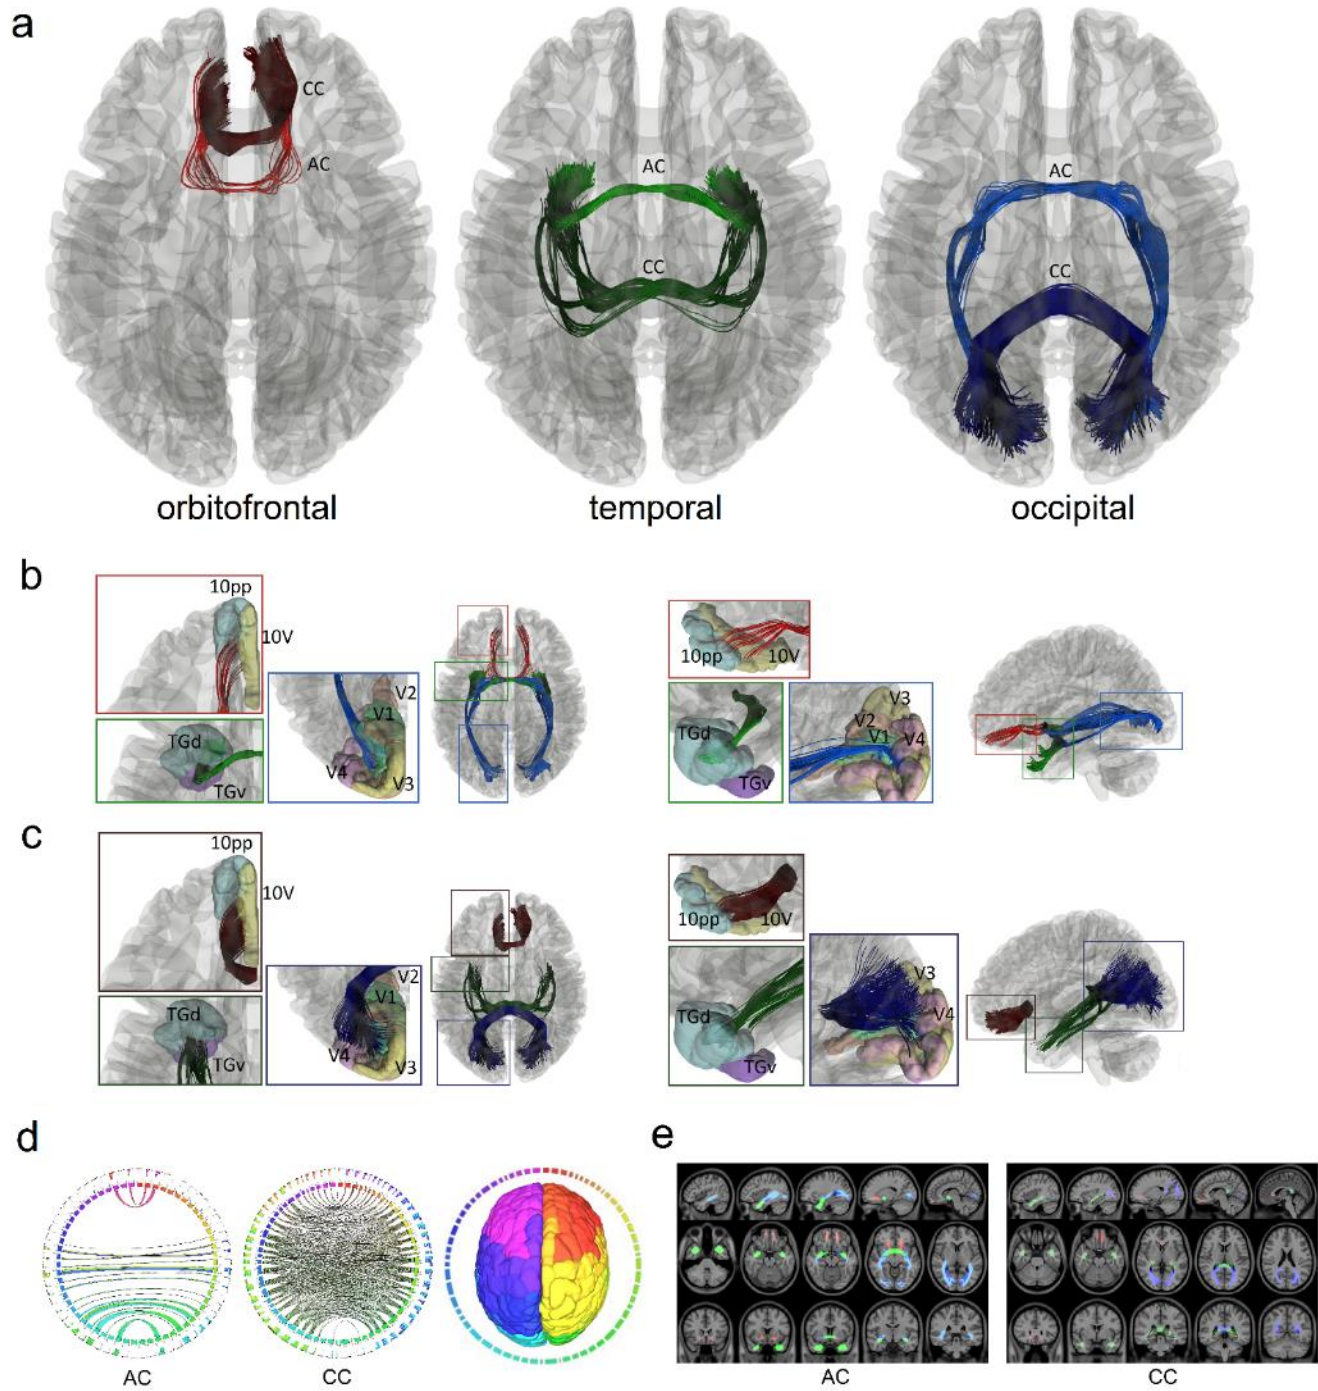 a
CC
AC
AC
CC
AC
CC
orbitofrontal
temporal
occipital
b
10pp
10V
TGd
TGv
V2
V1
V4
V3
10pp
10V
TGd
TGv
V3
V2
V1
V4
c
10pp
10V
TGd
TGv
V2
V1
V4
V3
10pp
10V
TGd
TGv
V3
V4
d
AC
CC
e
AC
CC